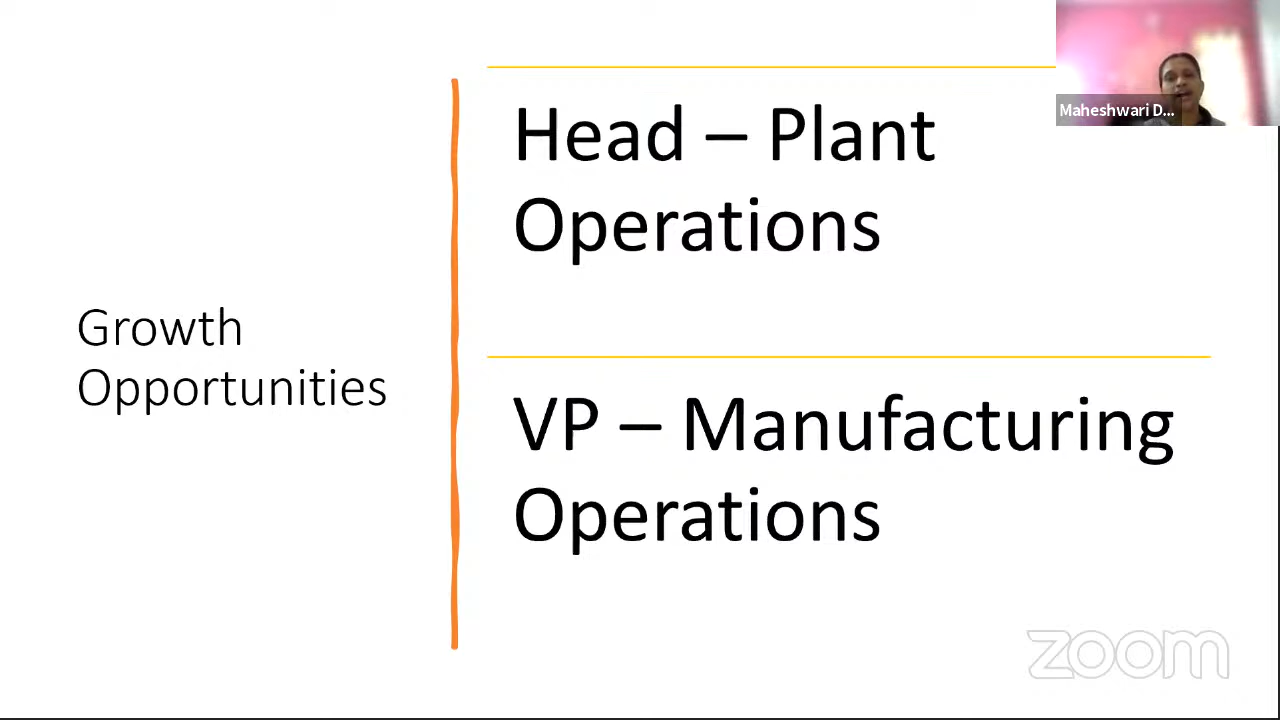 Growth
Opportunities
Head – Plant
Operations
VP – Manufacturing
Operations
Maheshwari D...
zoom